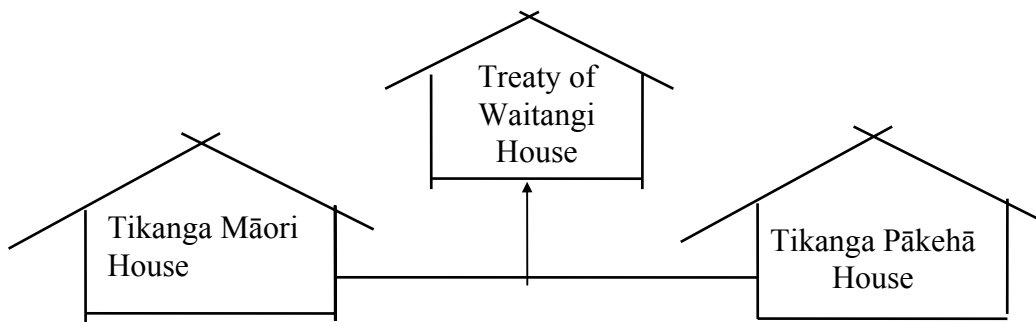 Treaty of
Waitangi
House
Tikanga Māori
House
Tikanga Pākehā
House